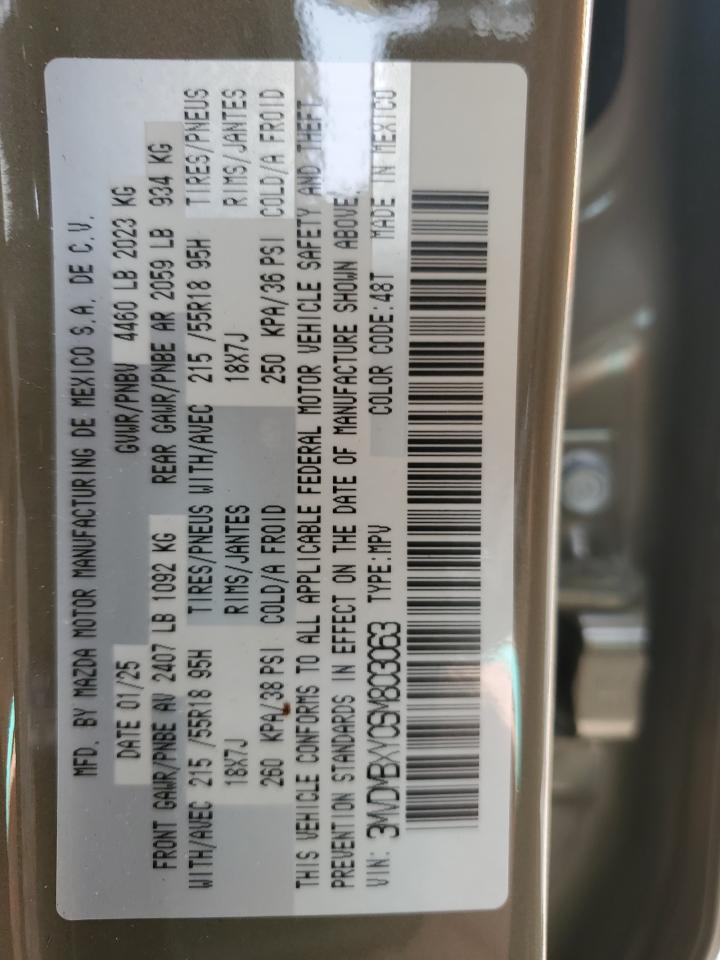 MFD. BY MAZDA MOTOR MANUFACTURING DE MEXICO S.A. DE C.V.
DATE 01/25 GVWR/PNBV 4460 LB 2023 KG
FRONT GAWR/PNBE AV 2407 LB 1092 KG REAR GAWR/PNBE AR 2059 LB 934 KG
WITH/AVEC 215 /55R18 95H TIRES/PNEUS WITH/AVEC 215 /55R18 95H TIRES/PNEUS
18X7J RIMS/JANTES 18X7J RIMS/JANTES
260 KPA/38 PSI COLD/A FROID 250 KPA/36 PSI COLD/A FROID
THIS VEHICLE CONFORMS TO ALL APPLICABLE FEDERAL MOTOR VEHICLE SAFETY AND THEFT
PREVENTION STANDARDS IN EFFECT ON THE DATE OF MANUFACTURE SHOWN ABOVE.
VIN: 3MVDMBXY0SM803063 TYPE:MPV COLOR CODE:48T MADE IN MEXICO